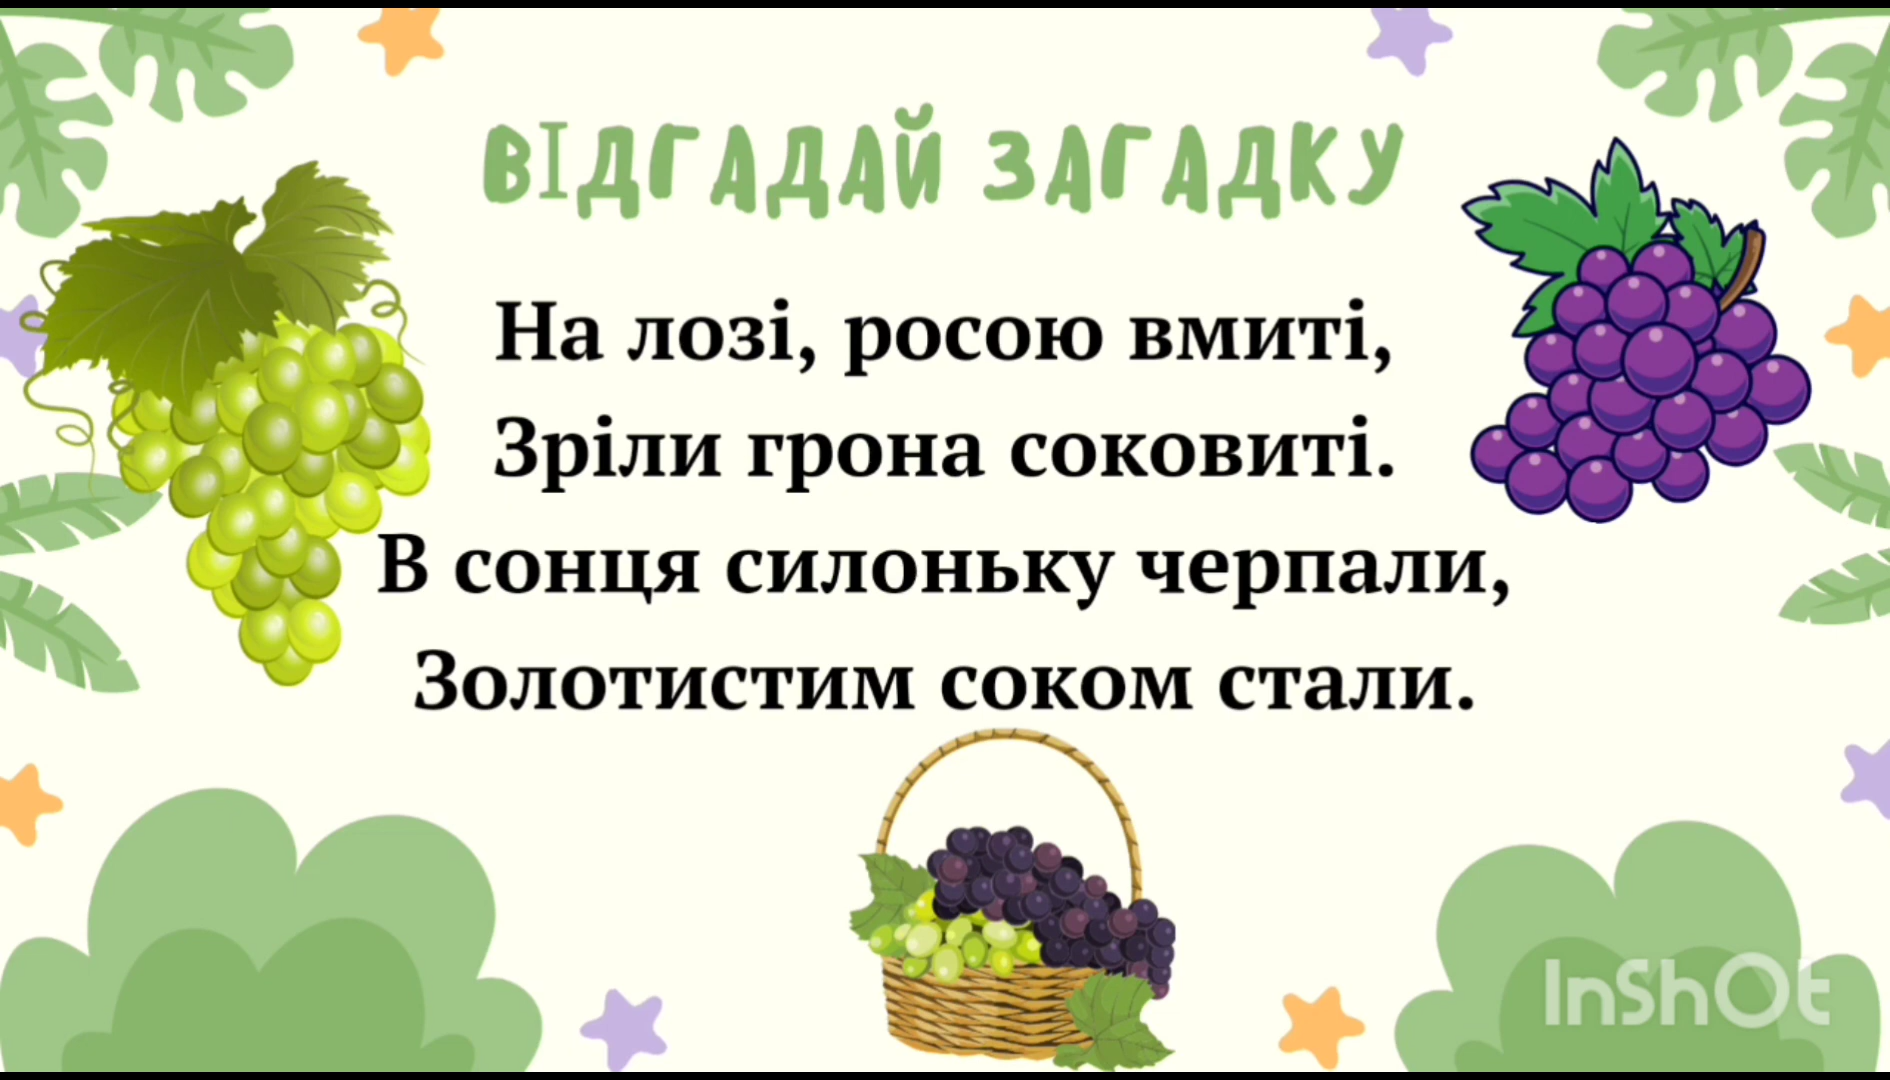 ВІДГАДАЙ ЗАГАДКУ
На лозі, росою вмиті,
Зріли грона соковиті.
В сонця силоньку черпали,
Золотистим соком стали.
InShOt